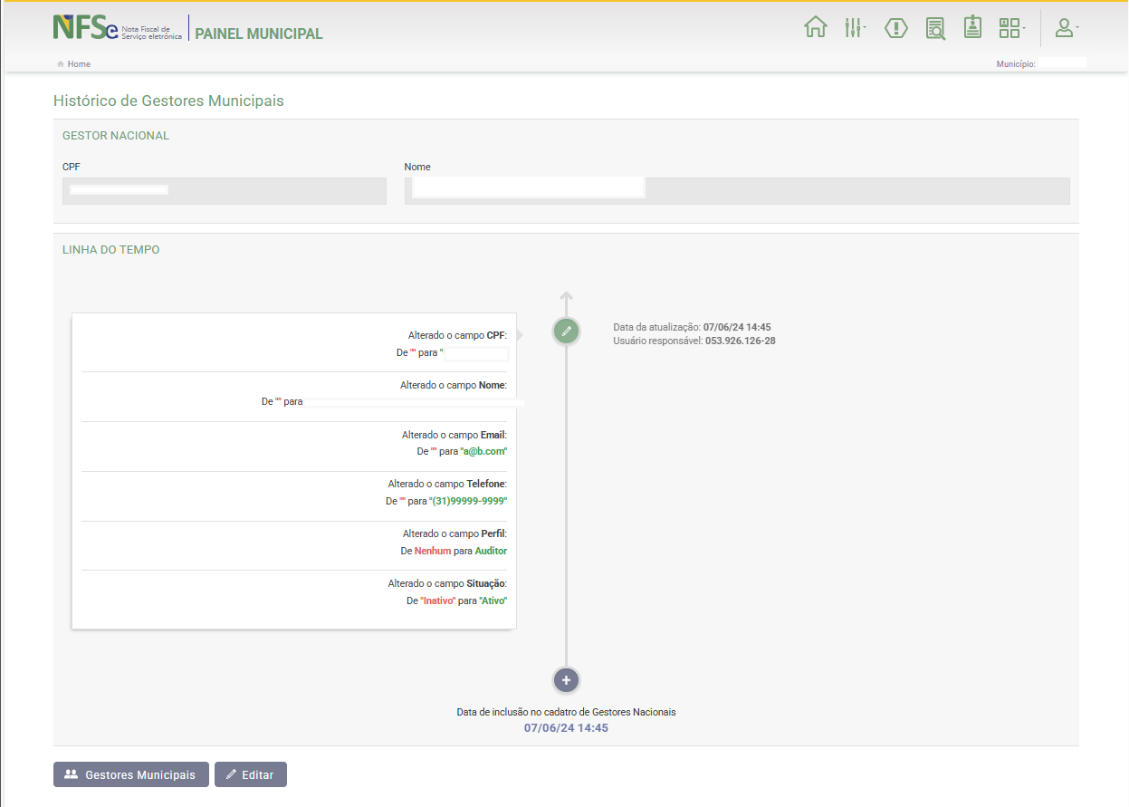 NFSe Nota Fiscal de
Serviço eletrônica
PAINEL MUNICIPAL
Home
Município:
Histórico de Gestores Municipais
GESTOR NACIONAL
CPF
Nome
LINHA DO TEMPO
Alterado o campo CPF:
De "" para "
Alterado o campo Nome:
De "" para
Alterado o campo Email:
De "" para "a@b.com"
Alterado o campo Telefone:
De "" para "(31)99999-9999"
Alterado o campo Perfil:
De Nenhum para Auditor
Alterado o campo Situação:
De "Inativo" para "Ativo"
Data da atualização: 07/06/24 14:45
Usuário responsável: 053.926.126-28
Data de inclusão no cadatro de Gestores Nacionais
07/06/24 14:45
Gestores Municipais
Editar